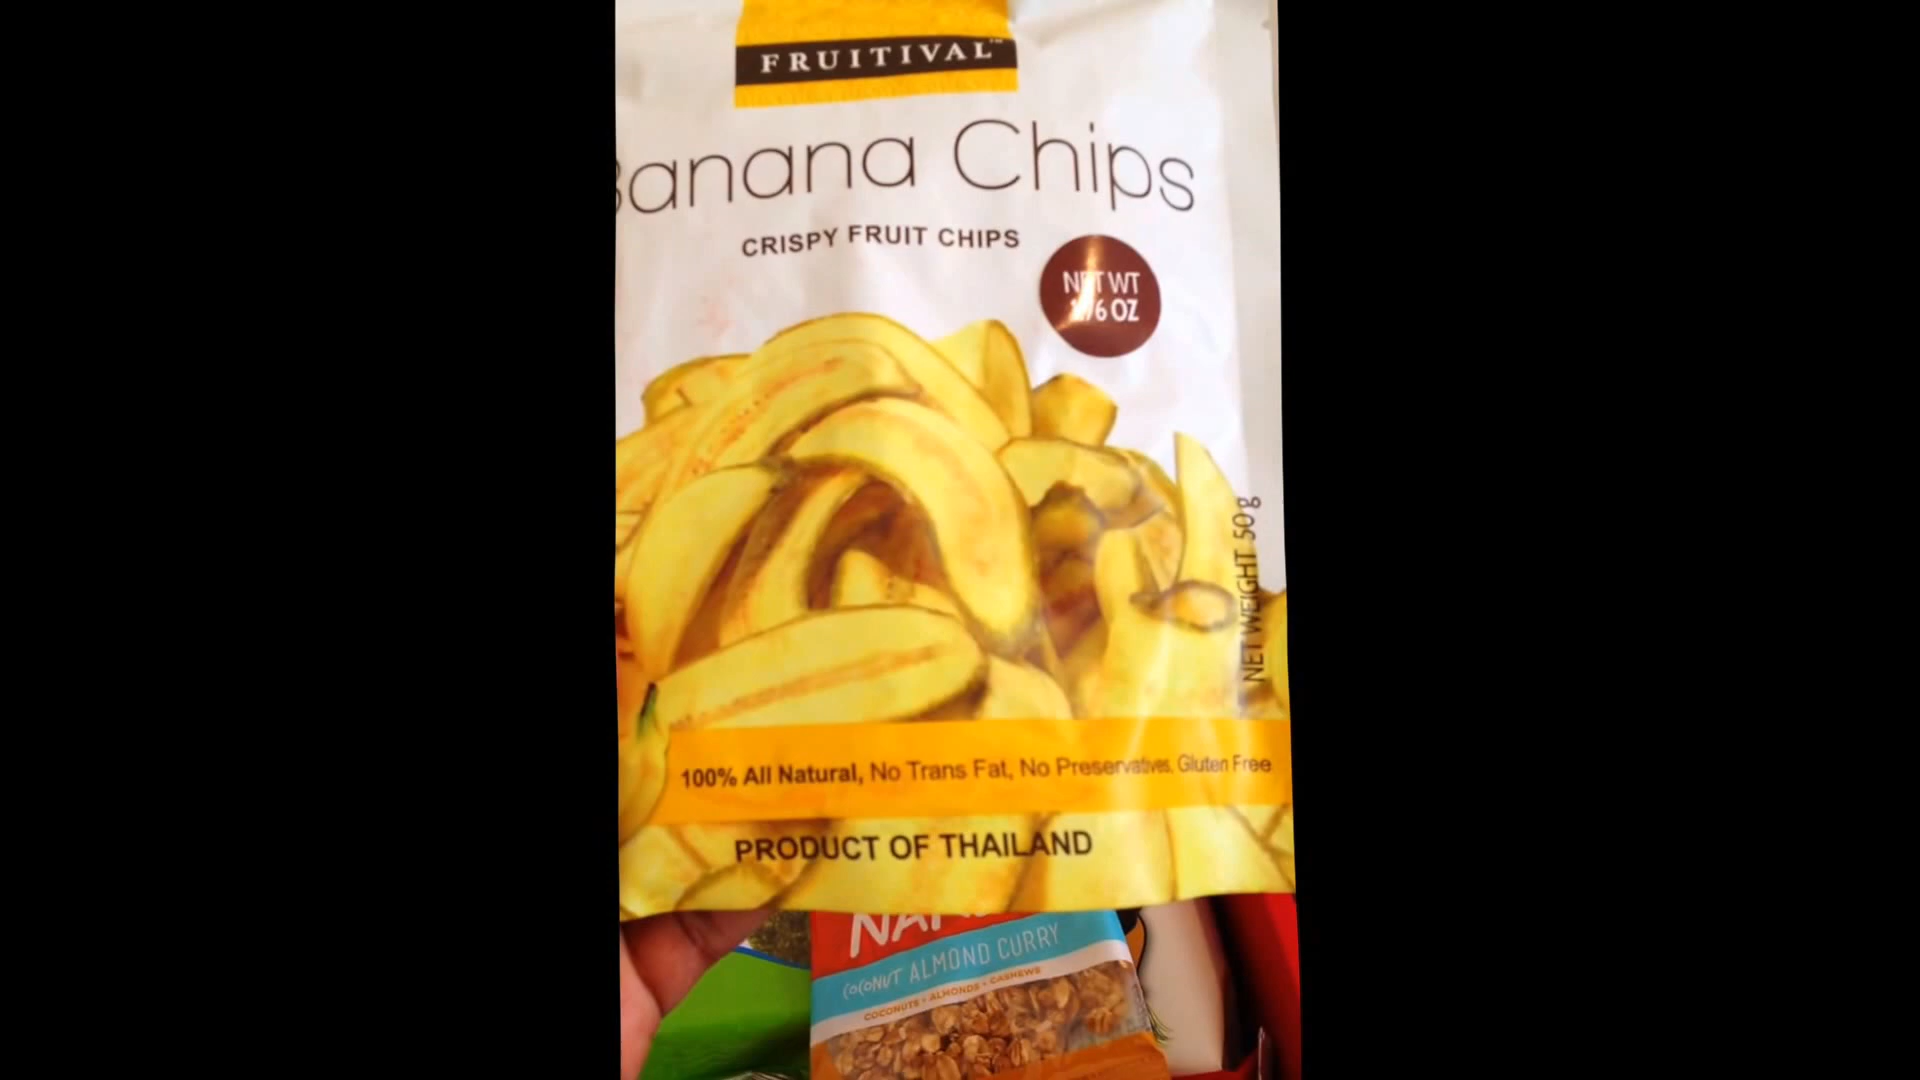 FRUITIVAL™
Banana Chips
CRISPY FRUIT CHIPS
NET WT
OZ
NET WEIGHT 50g
100% All Natural, No Trans Fat, No Preservatives, Gluten Free
PRODUCT OF THAILAND
COCONUT ALMOND CURRY
COCONUTS • ALMONDS • CASHEWS